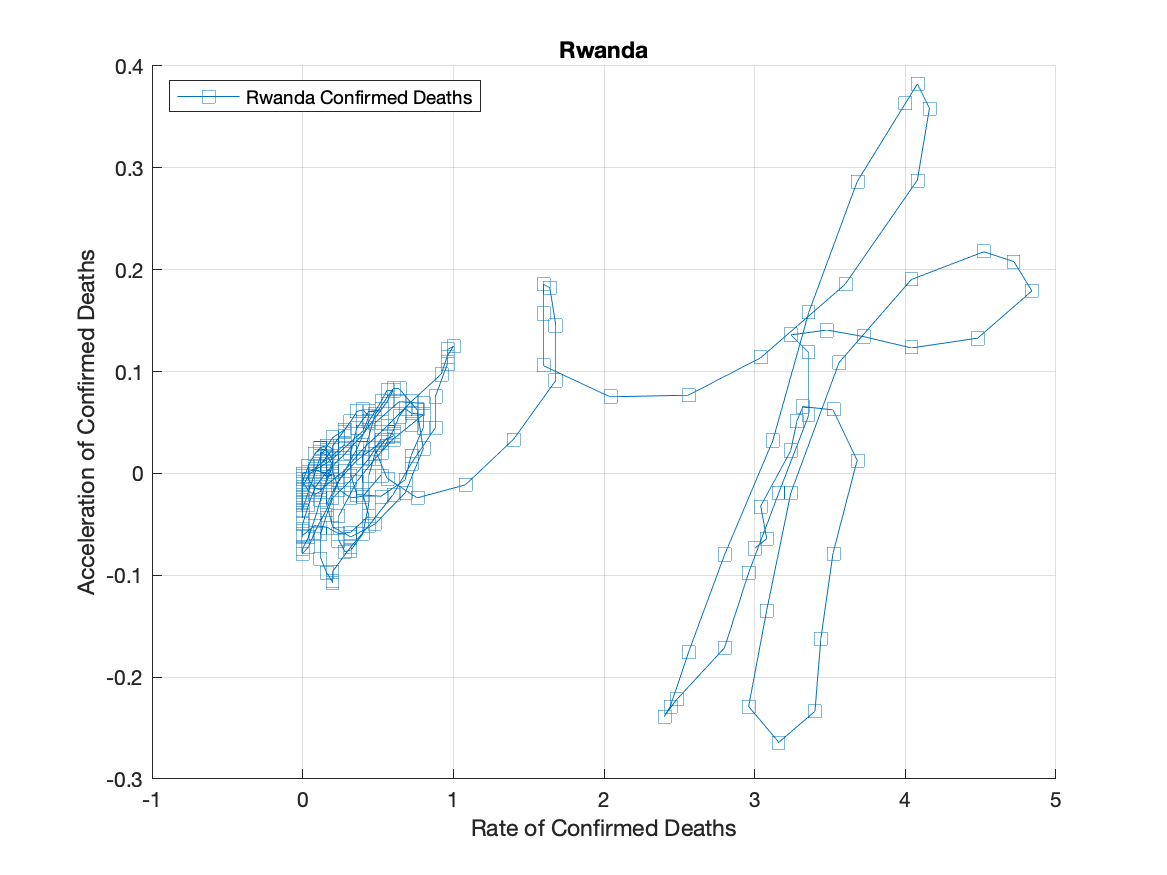 Rwanda
Rwanda Confirmed Deaths
Acceleration of Confirmed Deaths
0.4
0.3
0.2
0.1
0
-0.1
-0.2
-0.3
-1 0 1 2 3 4 5
Rate of Confirmed Deaths